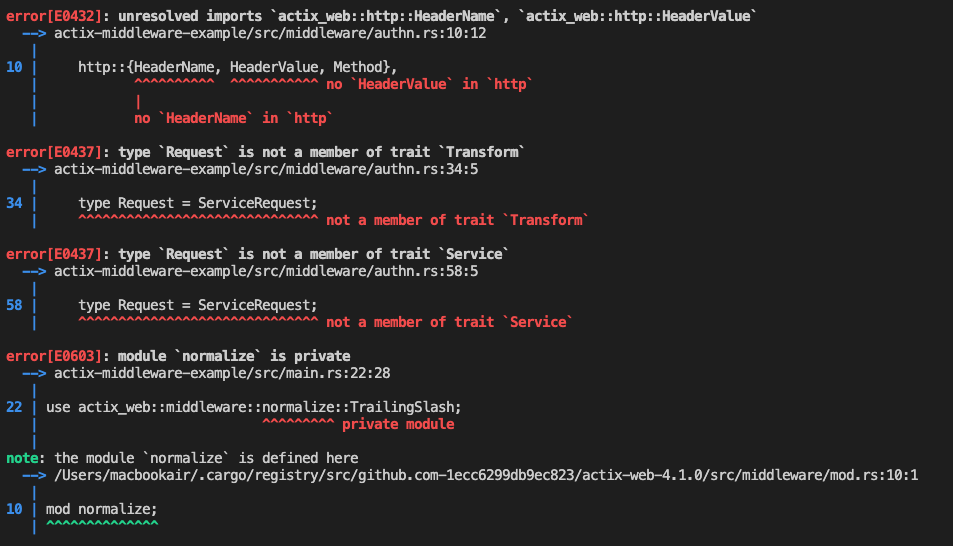 error[E0432]: unresolved imports `actix_web::http::HeaderName`, `actix_web::http::HeaderValue`
  --> actix-middleware-example/src/middleware/authn.rs:10:12
   |
10 |     http::{HeaderName, HeaderValue, Method},
   |            ^^^^^^^^^^  ^^^^^^^^^^^ no `HeaderValue` in `http`
   |            |
   |            no `HeaderName` in `http`
error[E0437]: type `Request` is not a member of trait `Transform`
  --> actix-middleware-example/src/middleware/authn.rs:34:5
   |
34 |     type Request = ServiceRequest;
   |     ^^^^^^^^^^^^^^^^^^^^^^^^^^^^^^ not a member of trait `Transform`
error[E0437]: type `Request` is not a member of trait `Service`
  --> actix-middleware-example/src/middleware/authn.rs:58:5
   |
58 |     type Request = ServiceRequest;
   |     ^^^^^^^^^^^^^^^^^^^^^^^^^^^^^^ not a member of trait `Service`
error[E0603]: module `normalize` is private
  --> actix-middleware-example/src/main.rs:22:28
   |
22 | use actix_web::middleware::normalize::TrailingSlash;
   |                            ^^^^^^^^^ private module
   |
note: the module `normalize` is defined here
  --> /Users/macbookair/.cargo/registry/src/github.com-1ecc6299db9ec823/actix-web-4.1.0/src/middleware/mod.rs:10:1
   |
10 | mod normalize;
   | ^^^^^^^^^^^^^^